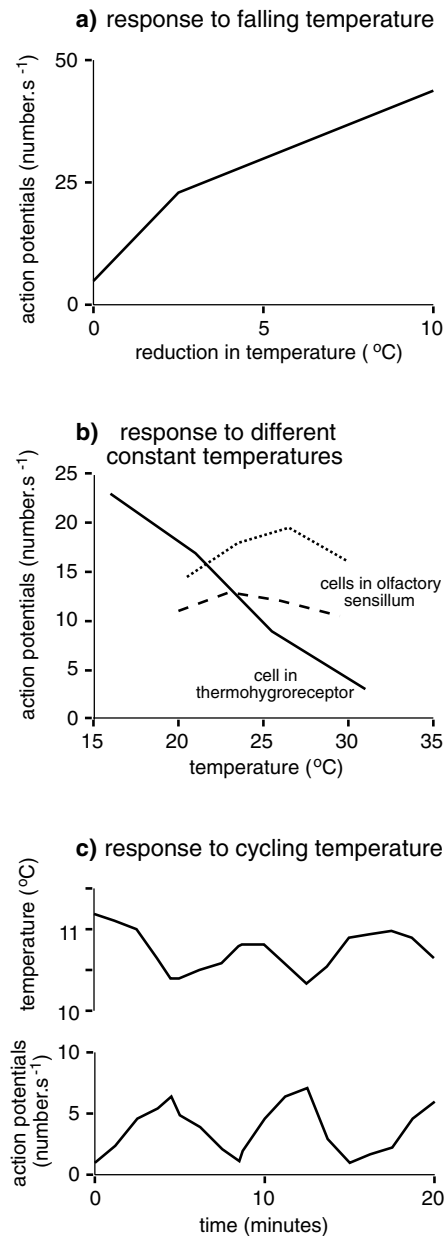 a) response to falling temperature
action potentials (number.s⁻¹)
50
25
0
0
5
10
reduction in temperature ( °C)
b) response to different
constant temperatures
action potentials (number.s⁻¹)
25
20
15
10
5
0
cells in olfactory
sensillum
cell in
thermohygroreceptor
15
20
25
30
35
temperature (°C)
c) response to cycling temperature
temperature (°C)
11
10
action potentials
(number.s⁻¹)
10
5
0
0
10
20
time (minutes)